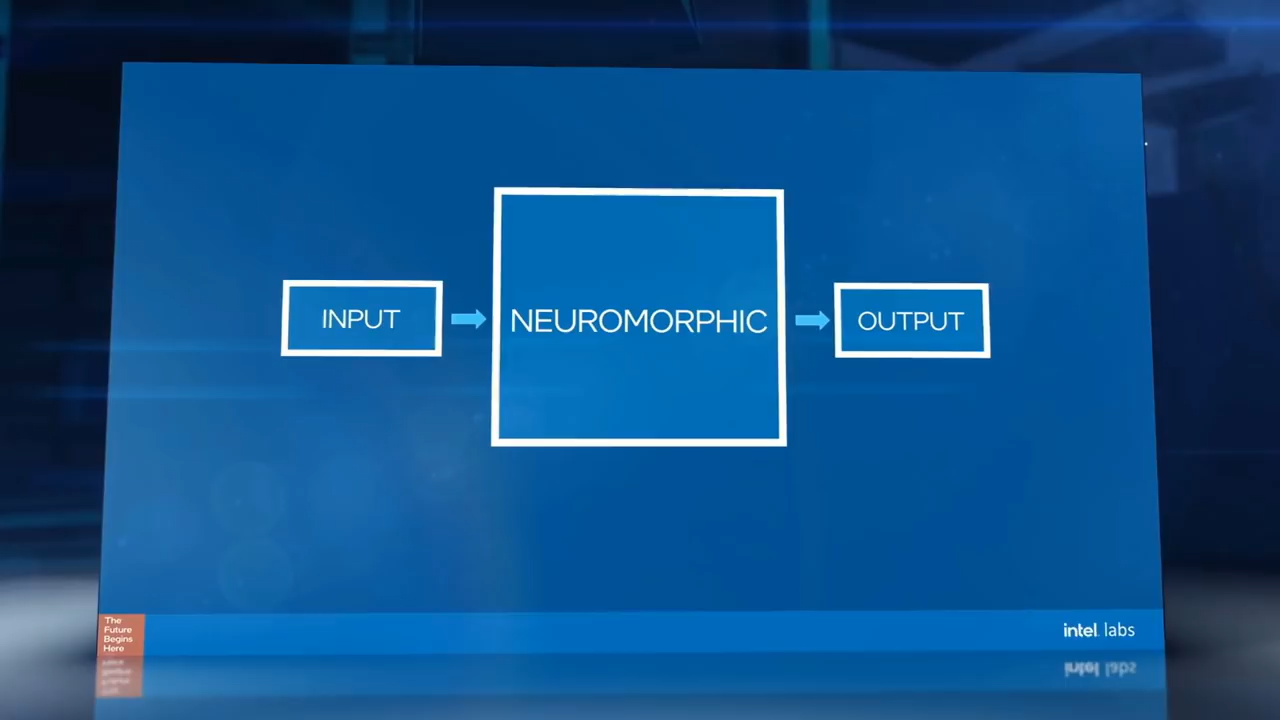 INPUT
NEUROMORPHIC
OUTPUT
The
Future
Begins
Here
intel labs